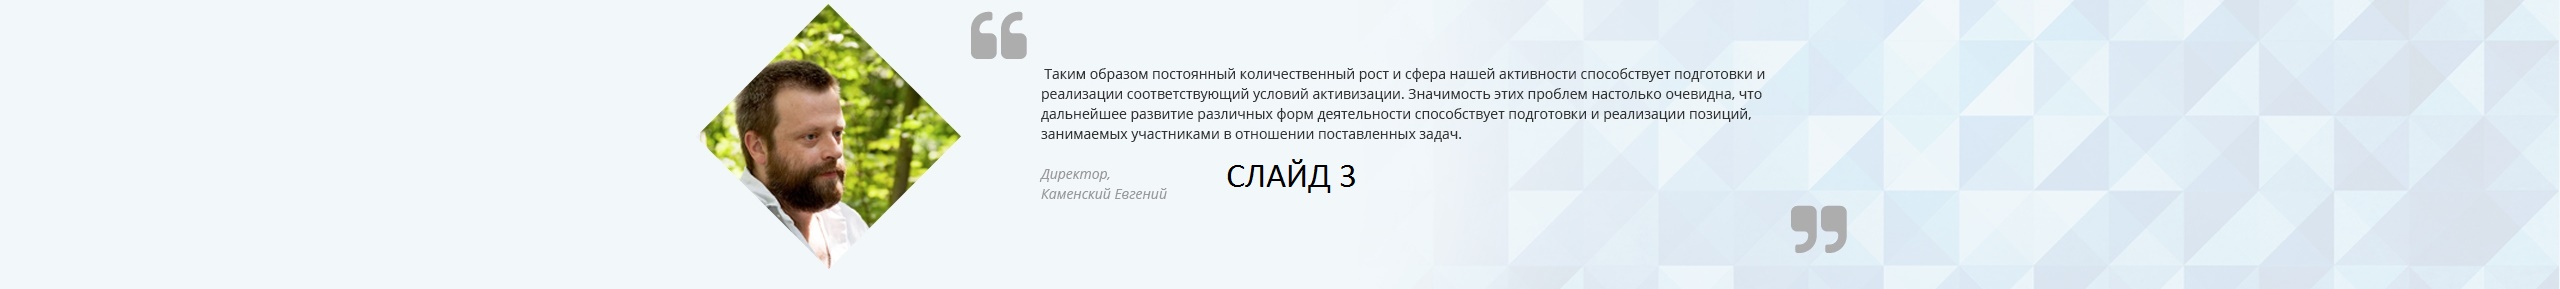 Таким образом постоянный количественный рост и сфера нашей активности способствует подготовки и
реализации соответствующий условий активизации. Значимость этих проблем настолько очевидна, что
дальнейшее развитие различных форм деятельности способствует подготовки и реализации позиций,
занимаемых участниками в отношении поставленных задач.
Директор,
Каменский Евгений
СЛАЙД 3